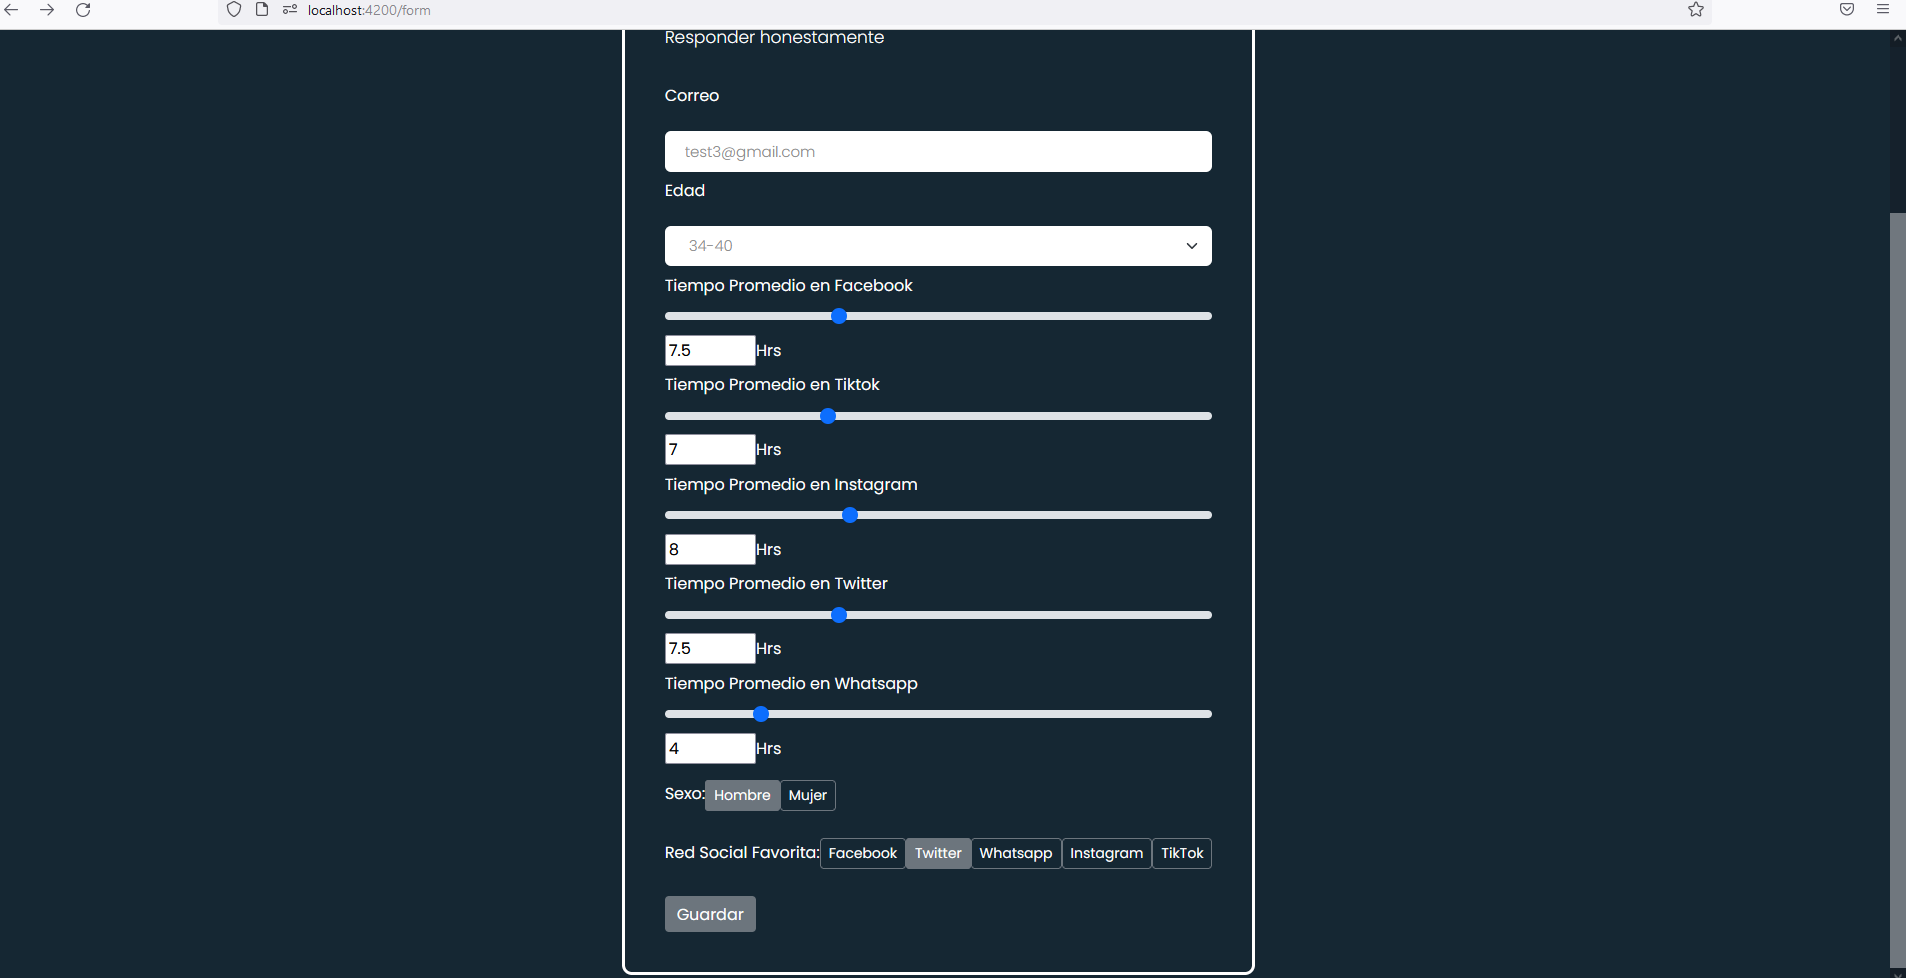 localhost:4200/form
Responder honestamente
Correo
test3@gmail.com
Edad
34-40
Tiempo Promedio en Facebook
7.5 Hrs
Tiempo Promedio en Tiktok
7 Hrs
Tiempo Promedio en Instagram
8 Hrs
Tiempo Promedio en Twitter
7.5 Hrs
Tiempo Promedio en Whatsapp
4 Hrs
Sexo: Hombre Mujer
Red Social Favorita: Facebook Twitter Whatsapp Instagram TikTok
Guardar